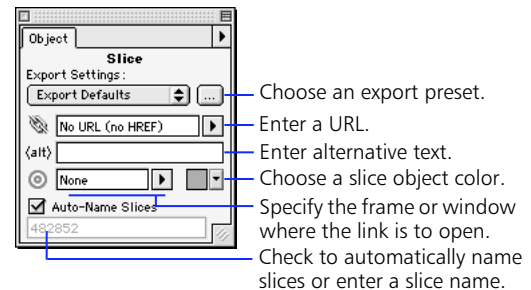 Object
Slice
Export Settings:
Export Defaults
...
Choose an export preset.
No URL (no HREF)
Enter a URL.
<alt>
Enter alternative text.
None
Choose a slice object color.
Auto-Name Slices
Specify the frame or window
where the link is to open.
482852
Check to automatically name
slices or enter a slice name.